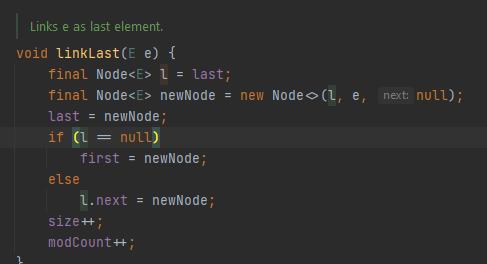 Links e as last element.
void linkLast(E e) {
final Node<E> l = last;
final Node<E> newNode = new Node<>(l, e, next: null);
last = newNode;
if (l == null)
first = newNode;
else
l.next = newNode;
size++;
modCount++;
}